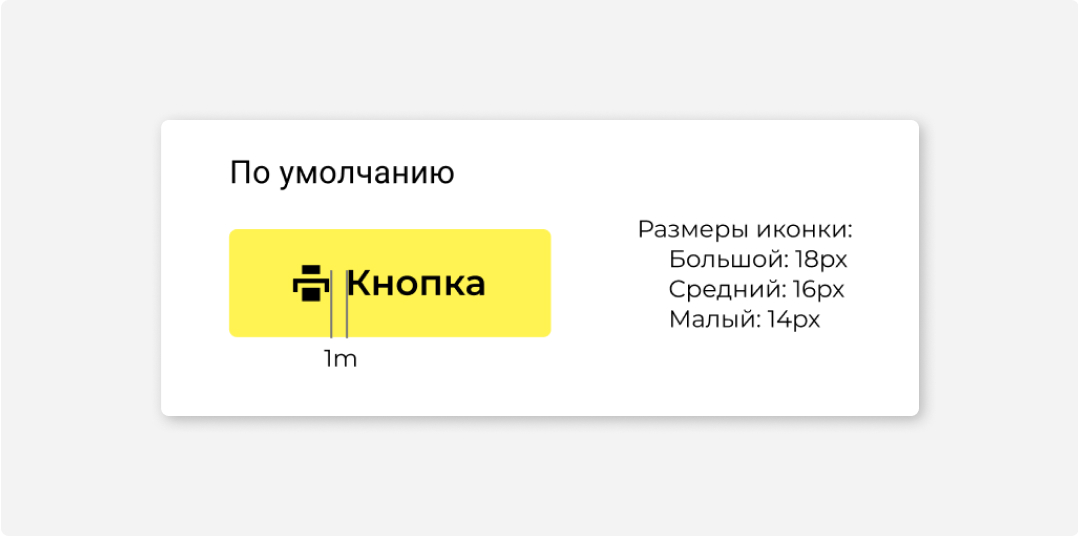 По умолчанию
Кнопка
1m
Размеры иконки:
Большой: 18px
Средний: 16px
Малый: 14px